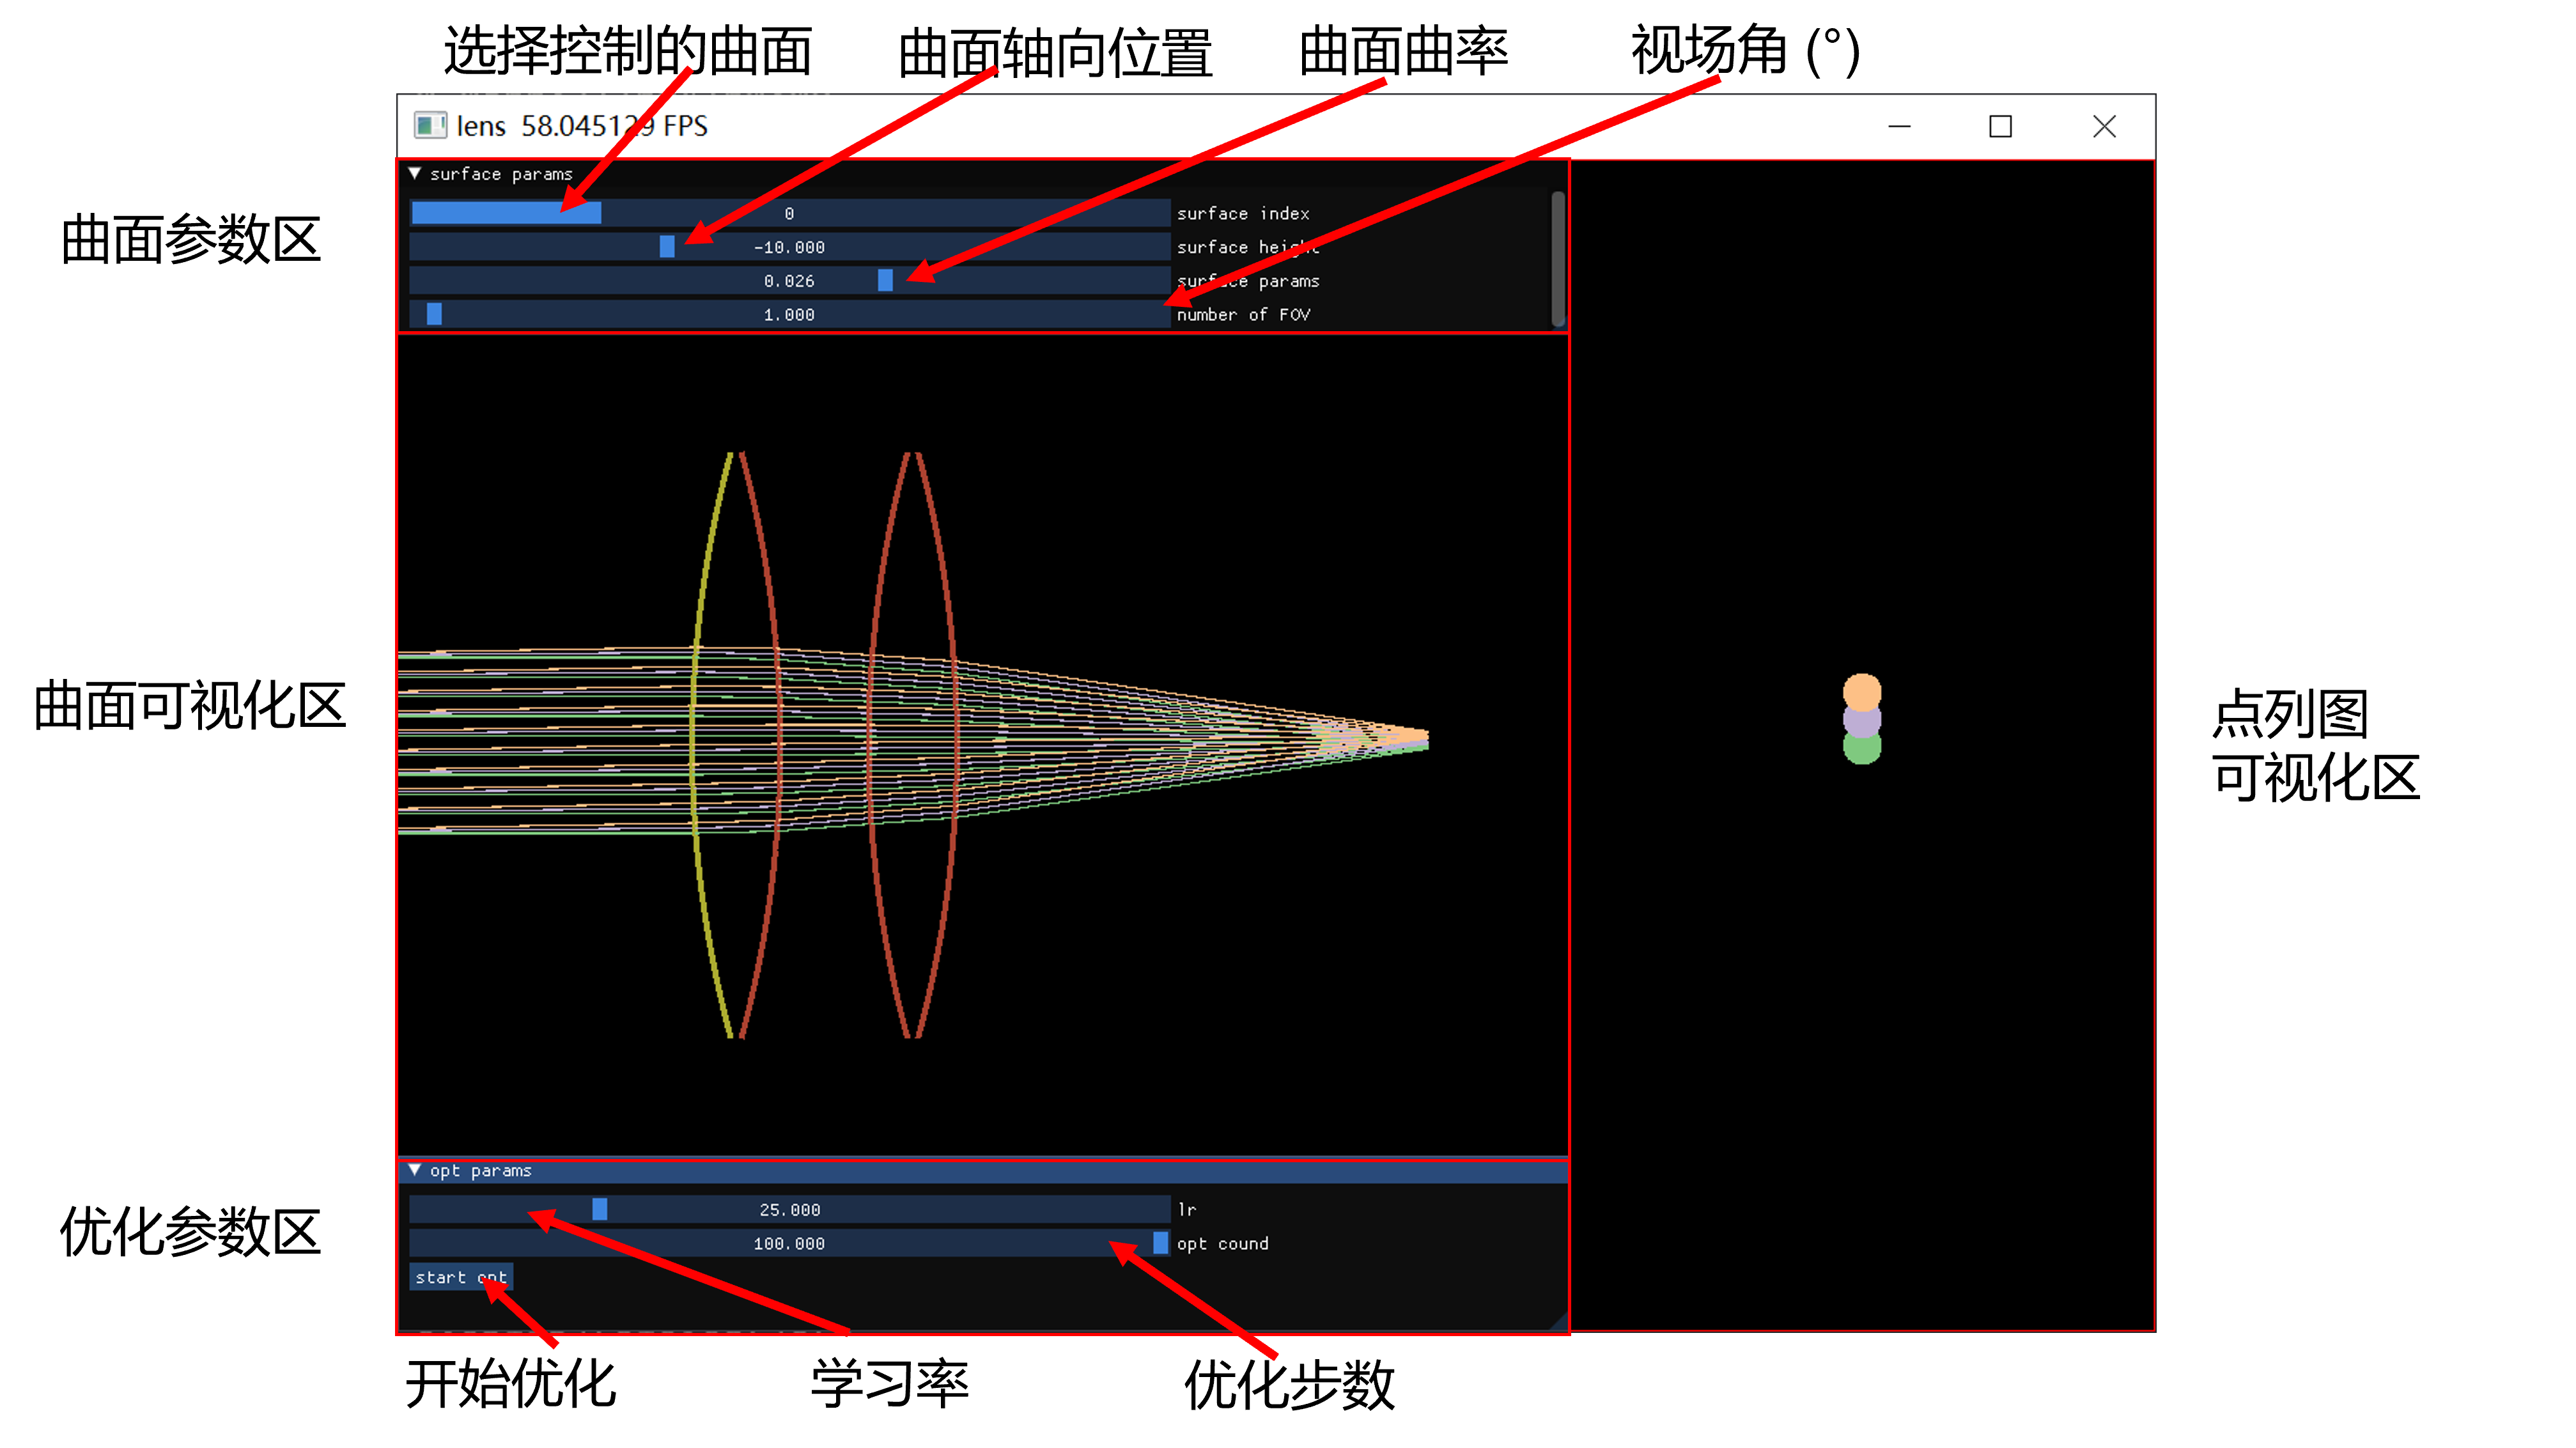 选择控制的曲面
曲面轴向位置
曲面曲率
视场角 (°)
lens 58.045129 FPS
曲面参数区
surface params
0 surface index
-10.000 surface height
0.026 surface params
1.000 number of FOV
曲面可视化区
点列图
可视化区
优化参数区
opt params
25.000 lr
100.000 opt cound
start opt
开始优化
学习率
优化步数